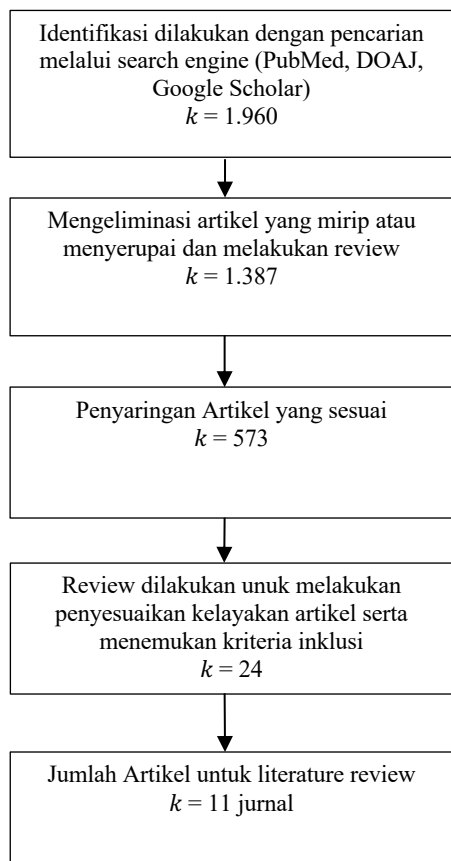 Identifikasi dilakukan dengan pencarian
melalui search engine (PubMed, DOAJ,
Google Scholar)
k = 1.960
Mengeliminasi artikel yang mirip atau
menyerupai dan melakukan review
k = 1.387
Penyaringan Artikel yang sesuai
k = 573
Review dilakukan unuk melakukan
penyesuaikan kelayakan artikel serta
menemukan kriteria inklusi
k = 24
Jumlah Artikel untuk literature review
k = 11 jurnal